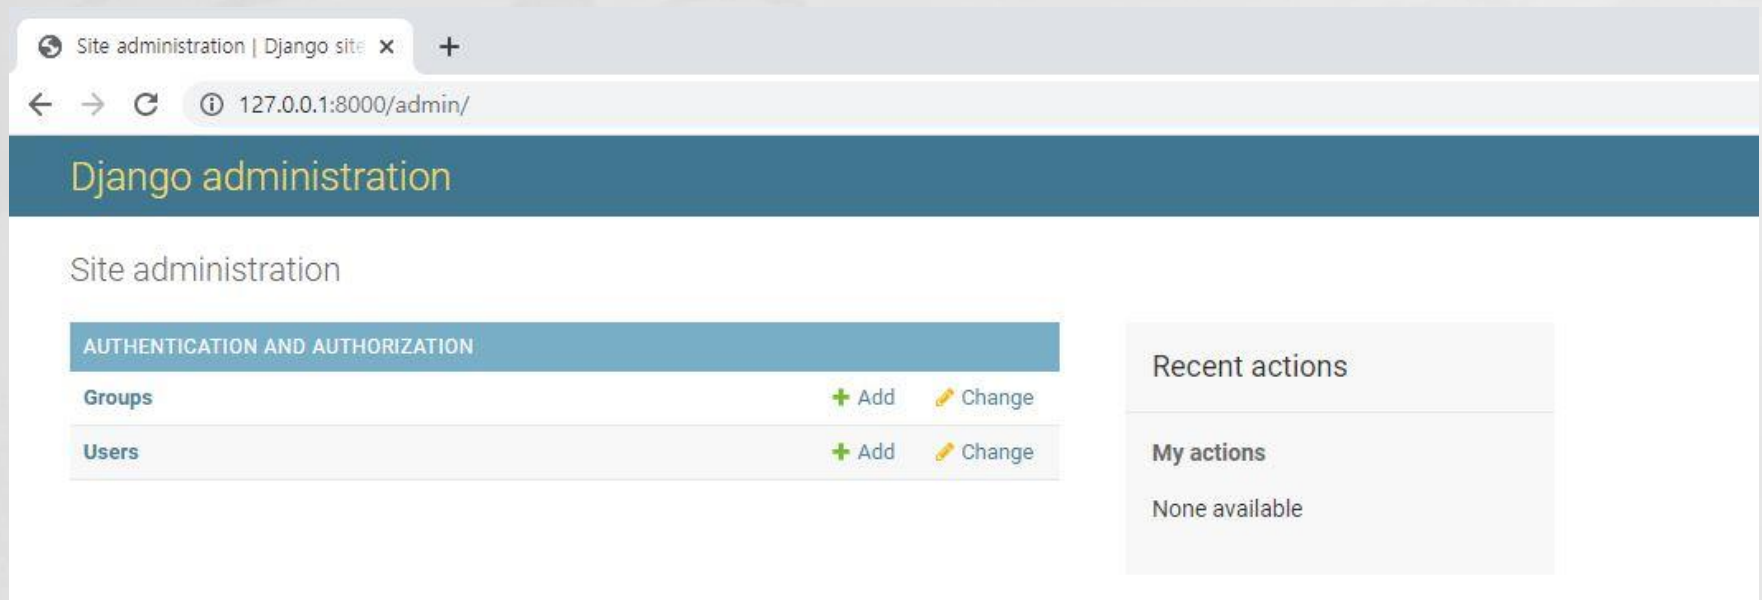 Site administration | Django site
127.0.0.1:8000/admin/
Django administration
Site administration
AUTHENTICATION AND AUTHORIZATION
Groups Add Change
Users Add Change
Recent actions
My actions
None available